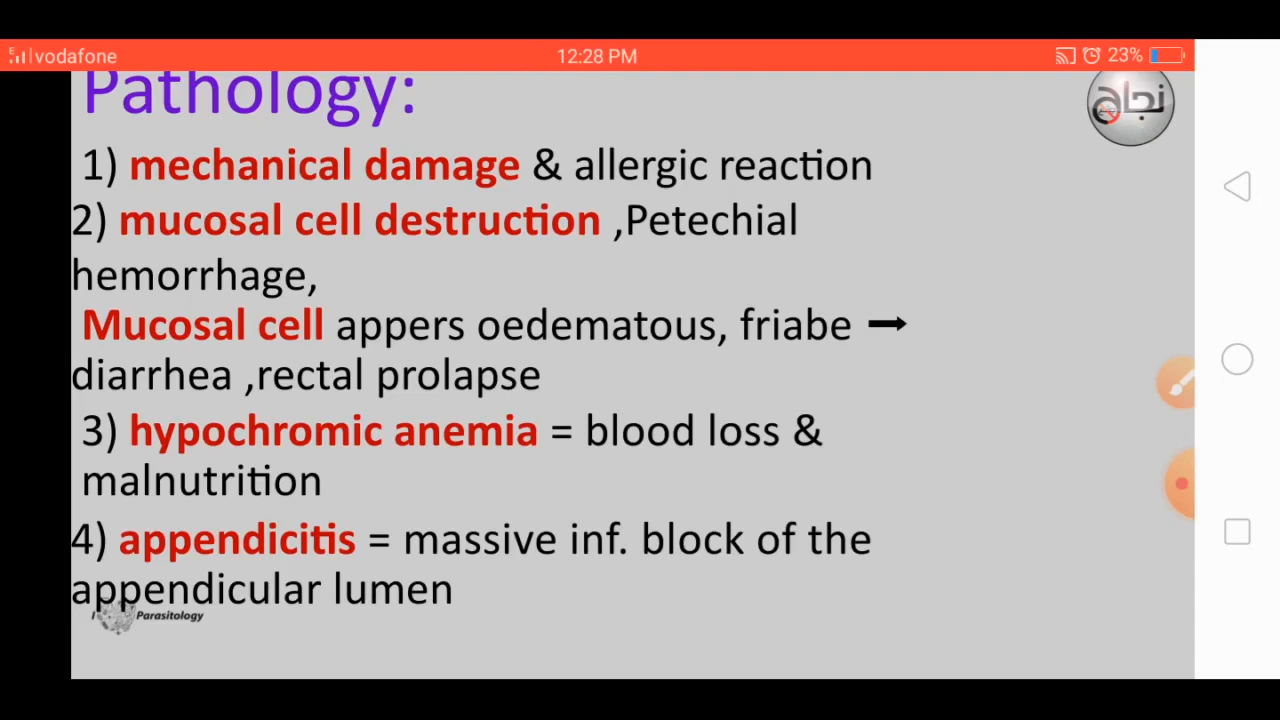 vodafone
12:28 PM
23%
Pathology:
نجاح
1) mechanical damage & allergic reaction
2) mucosal cell destruction ,Petechial
hemorrhage,
Mucosal cell appers oedematous, friabe ➞
diarrhea ,rectal prolapse
3) hypochromic anemia = blood loss &
malnutrition
4) appendicitis = massive inf. block of the
appendicular lumen
I
Parasitology